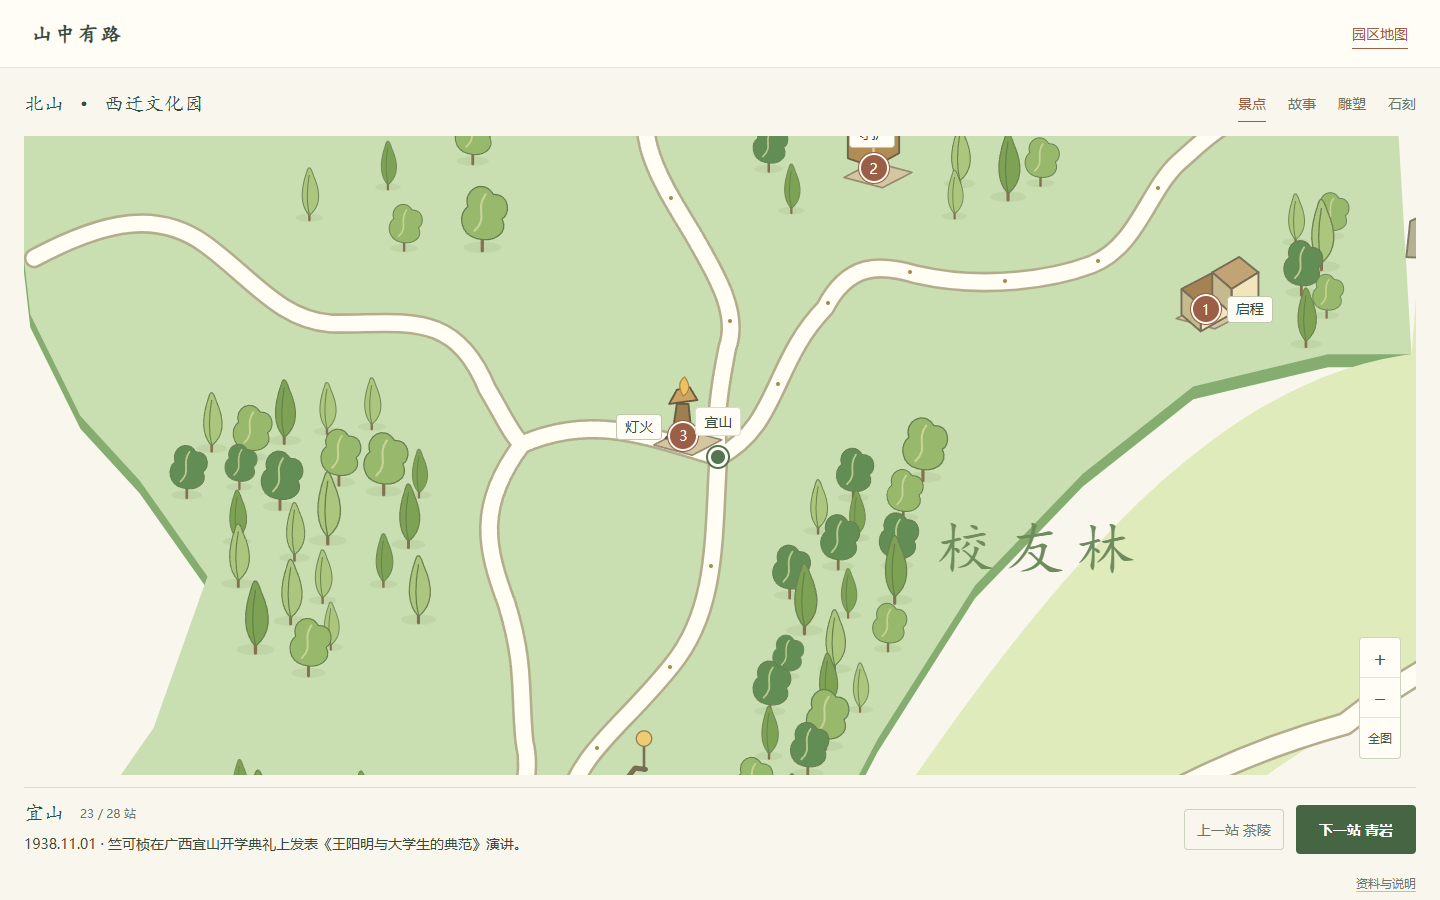 山中有路
园区地图
北山 • 西迁文化园
景点 故事 雕塑 石刻
2
1 启程
灯火 3 宜山
校友林
+
−
全图
宜山 23 / 28 站
1938.11.01 · 竺可桢在广西宜山开学典礼上发表《王阳明与大学生的典范》演讲。
上一站 茶陵
下一站 青岩
资料与说明